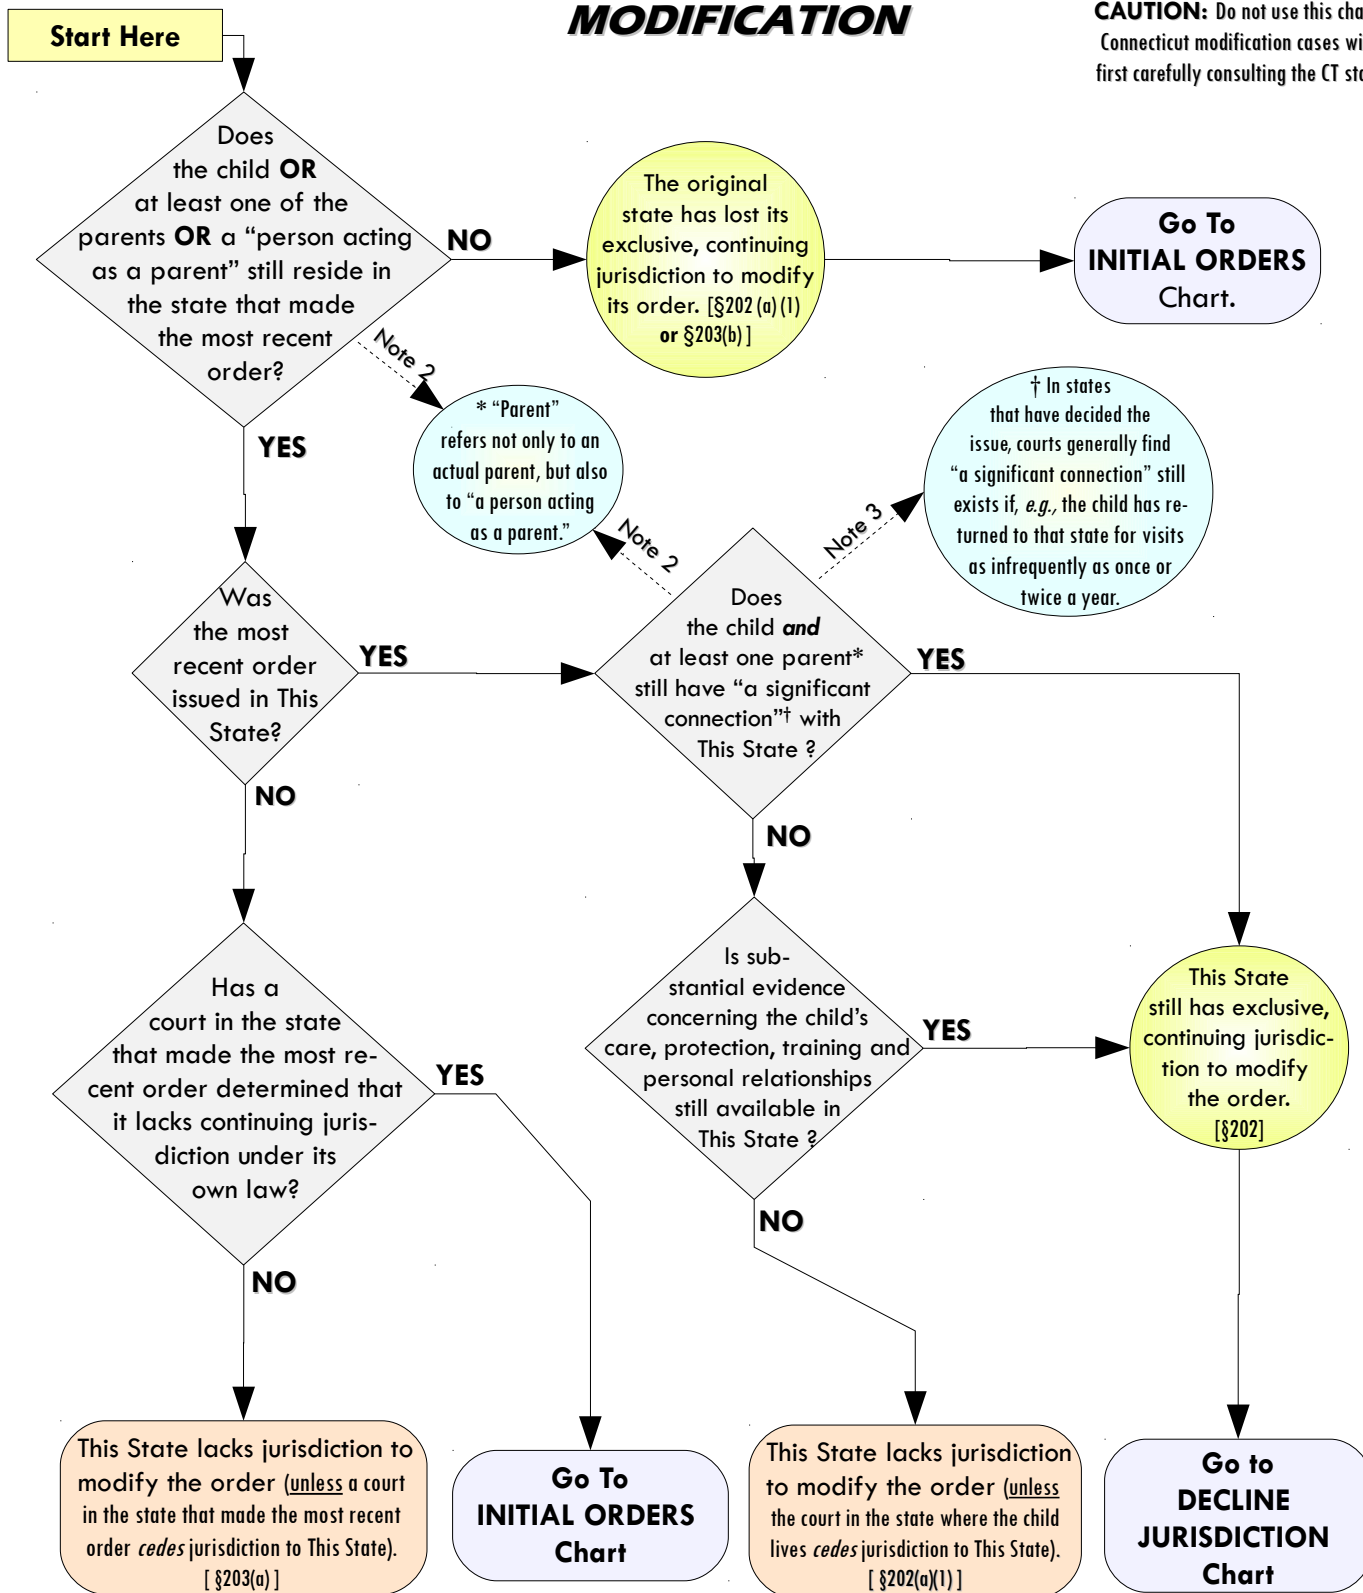 MODIFICATION
CAUTION: Do not use this
Connecticut modification cases
first carefully consulting the CT
Start Here
Does
the child OR
at least one of the
parents OR a “person acting
as a parent” still reside in
the state that made
the most recent
order?
NO
The original
state has lost its
exclusive, continuing
jurisdiction to modify
its order. [§202 (a) (1)
or §203(b) ]
Go To
INITIAL ORDERS
Chart.
Note 2
* “Parent”
refers not only to an
actual parent, but also
to “a person acting
as a parent.”
Note 2
† In states
that have decided the
issue, courts generally find
“a significant connection” still
exists if, e.g., the child has re-
turned to that state for visits
as infrequently as once or
twice a year.
Note 3
YES
Was
the most
recent order
issued in This
State?
YES
Does
the child and
at least one parent*
still have “a significant
connection”† with
This State ?
YES
NO
NO
Has a
court in the state
that made the most re-
cent order determined that
it lacks continuing juris-
diction under its
own law?
YES
Is sub-
stantial evidence
concerning the child’s
care, protection, training and
personal relationships
still available in
This State ?
YES
This State
still has exclusive,
continuing jurisdic-
tion to modify
the order.
[§202]
NO
NO
This State lacks jurisdiction to
modify the order (unless a court
in the state that made the most recent
order cedes jurisdiction to This State).
[ §203(a) ]
Go To
INITIAL ORDERS
Chart
This State lacks jurisdiction
to modify the order (unless
the court in the state where the child
lives cedes jurisdiction to This State).
[ §202(a)(1) ]
Go to
DECLINE
JURISDICTION
Chart